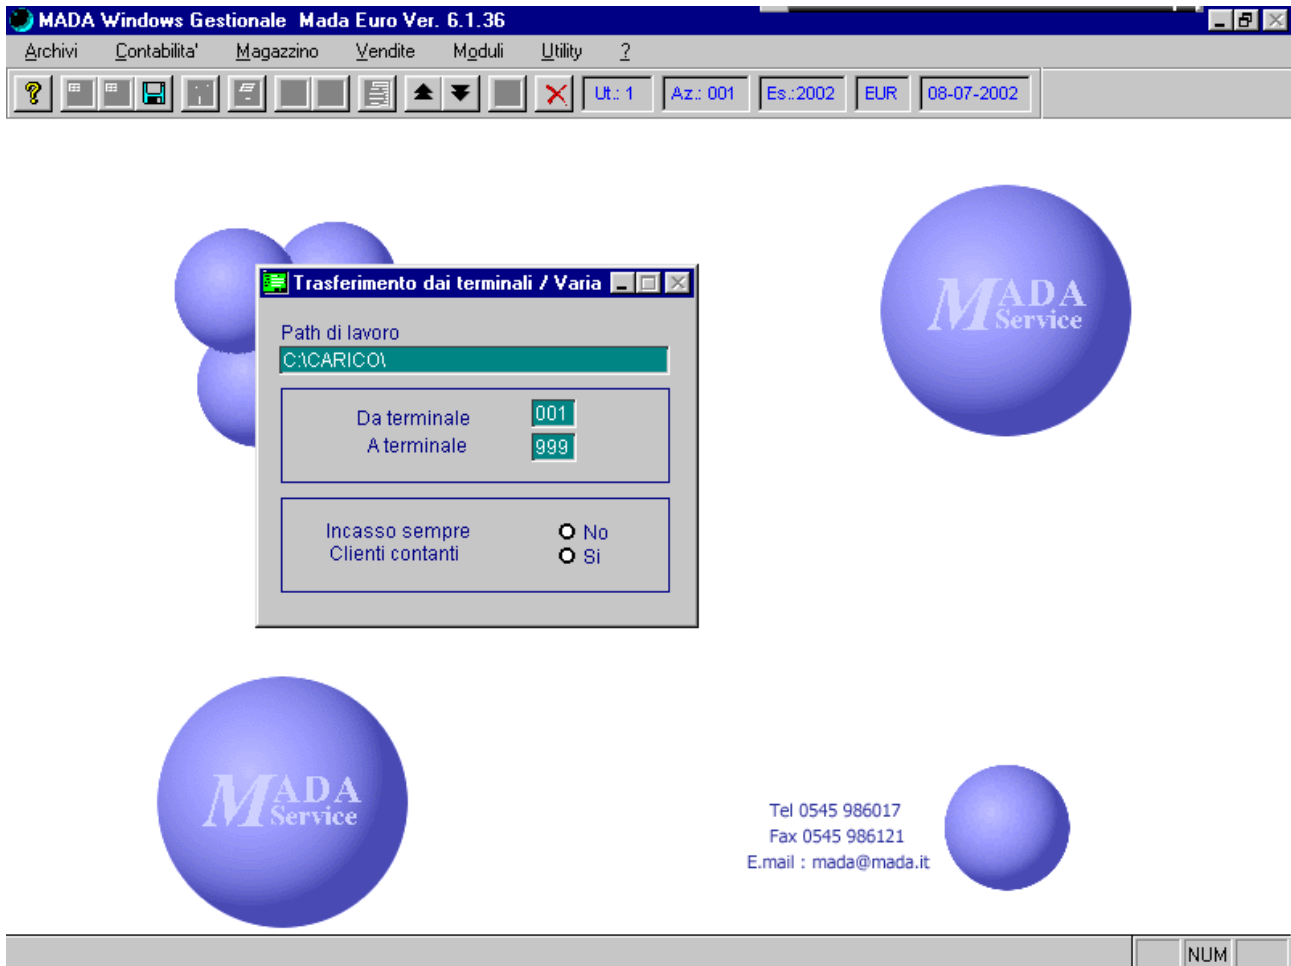 MADA Windows Gestionale Mada Euro Ver. 6.1.36
Archivi Contabilita' Magazzino Vendite Moduli Utility ?
Ut.: 1 Az.: 001 Es.:2002 EUR 08-07-2002
MADA
Service
Trasferimento dai terminali / Varia
Path di lavoro
C:\CARICO\
Da terminale 001
A terminale 999
Incasso sempre No
Clienti contanti Si
MADA
Service
Tel 0545 986017
Fax 0545 986121
E.mail : mada@mada.it
NUM